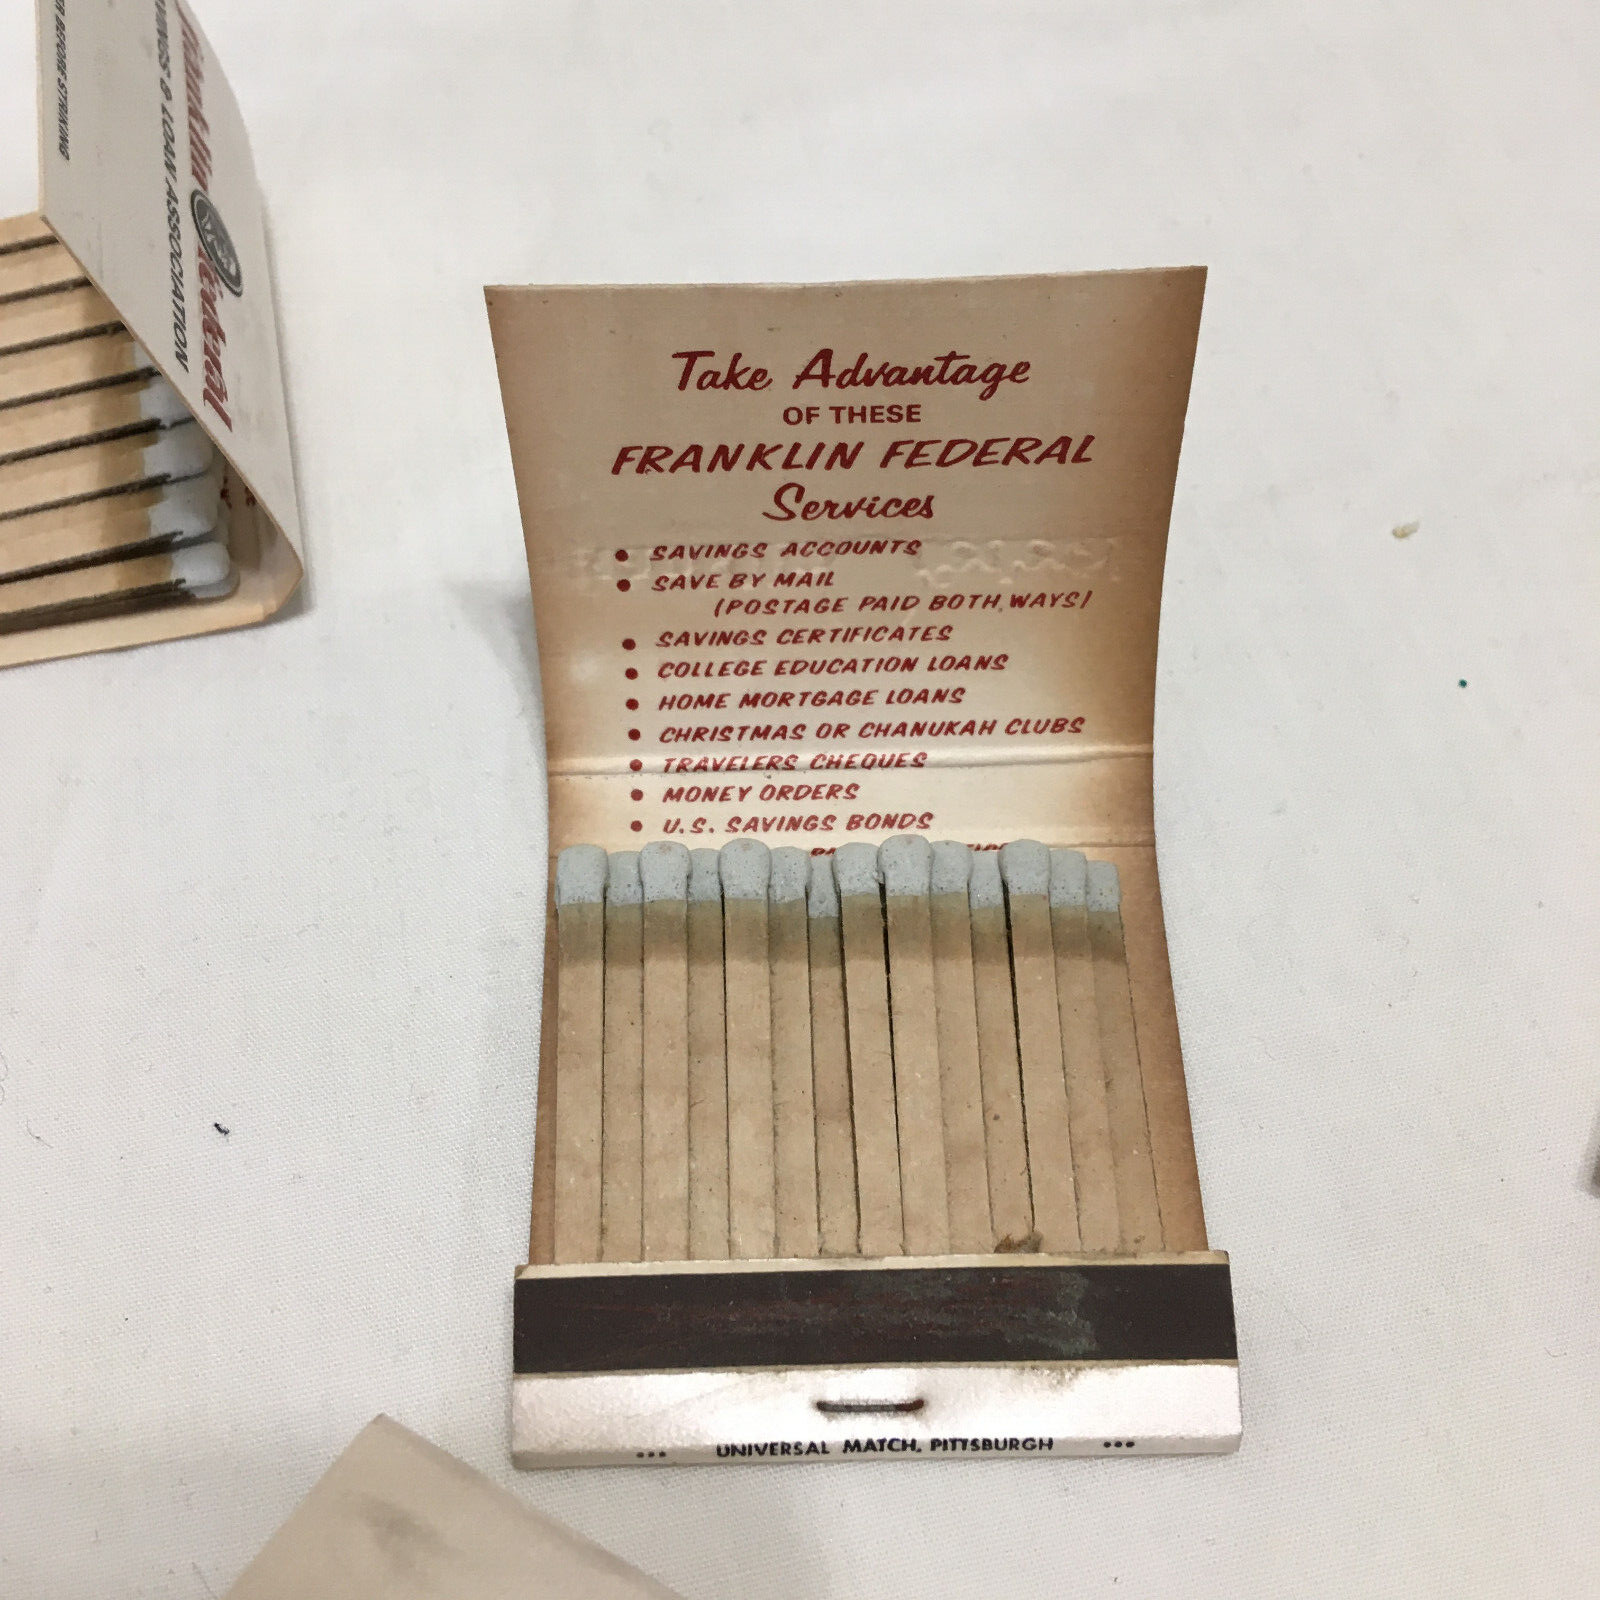 Take Advantage
OF THESE
FRANKLIN FEDERAL
Services
• SAVINGS ACCOUNTS
• SAVE BY MAIL
(POSTAGE PAID BOTH WAYS)
• SAVINGS CERTIFICATES
• COLLEGE EDUCATION LOANS
• HOME MORTGAGE LOANS
• CHRISTMAS OR CHANUKAH CLUBS
• TRAVELERS CHEQUES
• MONEY ORDERS
• U.S. SAVINGS BONDS
... UNIVERSAL MATCH, PITTSBURGH ...
Franklin Federal
& LOAN ASSOCIATION
BEFORE STRIKING